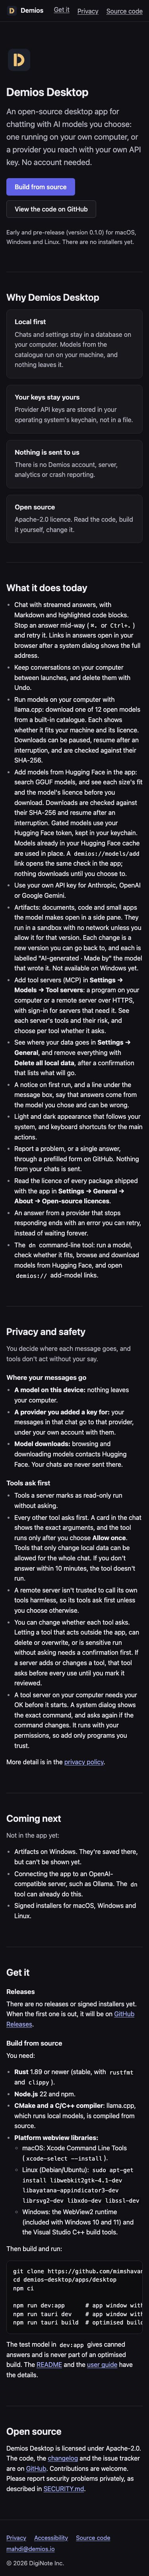 Demios Get it Privacy Source code
Demios Desktop
An open-source desktop app for
chatting with AI models you choose:
one running on your own computer,
or a provider you reach with your own
API key. No account needed.
Build from source
View the code on GitHub
Early and pre-release (version 0.1.0) for macOS,
Windows and Linux. There are no installers yet.
Why Demios Desktop
Local first
Chats and settings stay in a database on
your computer. Models from the
catalogue run on your machine, and
nothing leaves it.
Your keys stay yours
Provider API keys are stored in your
operating system's keychain, not in a file.
Nothing is sent to us
There is no Demios account, server,
analytics or crash reporting.
Open source
Apache-2.0 licence. Read the code, build
it yourself, change it.
What it does today
Chat with streamed answers, with
Markdown and highlighted code blocks.
Stop an answer mid-way (⌘. or Ctrl+.)
and retry it. Links in answers open in your
browser after a system dialog shows the full
address.
Keep conversations on your computer
between launches, and delete them with
Undo.
Run models on your computer with
llama.cpp: download one of 12 open models
from a built-in catalogue. Each shows
whether it fits your machine and its licence.
Downloads can be paused, resume after an
interruption, and are checked against their
SHA-256.
Add models from Hugging Face in the app:
search GGUF models, and see each size's fit
and the model's licence before you
download. Downloads are checked against
their SHA-256 and resume after an
interruption. Gated models use your
Hugging Face token, kept in your keychain.
Models already in your Hugging Face cache
are used in place. A demios://models/add
link opens the same check in the app;
nothing downloads until you choose to.
Use your own API key for Anthropic, OpenAI
or Google Gemini.
Artifacts: documents, code and small apps
the model makes open in a side pane. They
run in a sandbox with no network unless you
allow it for that version. Each change is a
new version you can go back to, and each is
labelled "AI-generated · Made by" the model
that wrote it. Not available on Windows yet.
Add tool servers (MCP) in Settings →
Models → Tool servers: a program on your
computer or a remote server over HTTPS,
with sign-in for servers that need it. See
each server's tools and their risk, and
choose per tool whether it asks.
See where your data goes in Settings →
General, and remove everything with
Delete all local data, after a confirmation
that lists what will go.
A notice on first run, and a line under the
message box, say that answers come from
the model you chose and can be wrong.
Light and dark appearance that follows your
system, and keyboard shortcuts for the main
actions.
Report a problem, or a single answer,
through a prefilled form on GitHub. Nothing
from your chats is sent.
Read the licence of every package shipped
with the app in Settings → General →
About → Open-source licences.
An answer from a provider that stops
responding ends with an error you can retry,
instead of waiting forever.
The dn command-line tool: run a model,
check whether it fits, browse and download
models from Hugging Face, and open
demios:// add-model links.
Privacy and safety
You decide where each message goes, and
tools don't act without your say.
Where your messages go
A model on this device: nothing leaves
your computer.
A provider you added a key for: your
messages in that chat go to that provider,
under your own account with them.
Model downloads: browsing and
downloading models contacts Hugging
Face. Your chats are never sent there.
Tools ask first
Tools a server marks as read-only run
without asking.
Every other tool asks first. A card in the chat
shows the exact arguments, and the tool
runs only after you choose Allow once.
Tools that only change local data can be
allowed for the whole chat. If you don't
answer within 10 minutes, the tool doesn't
run.
A remote server isn't trusted to call its own
tools harmless, so its tools ask first unless
you choose otherwise.
You can change whether each tool asks.
Letting a tool that acts outside the app, can
delete or overwrite, or is sensitive run
without asking needs a confirmation first. If
a server adds or changes a tool, that tool
asks before every use until you mark it
reviewed.
A tool server on your computer needs your
OK before it starts. A system dialog shows
the exact command, and asks again if the
command changes. It runs with your
permissions, so add only programs you
trust.
More detail is in the privacy policy.
Coming next
Not in the app yet:
Artifacts on Windows. They're saved there,
but can't be shown yet.
Connecting the app to an OpenAI-
compatible server, such as Ollama. The dn
tool can already do this.
Signed installers for macOS, Windows and
Linux.
Get it
Releases
There are no releases or signed installers yet.
When the first one is out, it will be on GitHub
Releases.
Build from source
You need:
Rust 1.89 or newer (stable, with rustfmt
and clippy).
Node.js 22 and npm.
CMake and a C/C++ compiler: llama.cpp,
which runs local models, is compiled from
source.
Platform webview libraries:
macOS: Xcode Command Line Tools
(xcode-select --install).
Linux (Debian/Ubuntu): sudo apt-get
install libwebkit2gtk-4.1-dev
libayatana-appindicator3-dev
librsvg2-dev libxdo-dev libssl-dev
Windows: the WebView2 runtime
(included with Windows 10 and 11) and
the Visual Studio C++ build tools.
Then build and run:
git clone https://github.com/mimshavar
cd demios-desktop/apps/desktop
npm ci
npm run dev:app # app window with
npm run tauri dev # app window with
npm run tauri build # optimised build
The test model in dev:app gives canned
answers and is never part of an optimised
build. The README and the user guide have
the details.
Open source
Demios Desktop is licensed under Apache-2.0.
The code, the changelog and the issue tracker
are on GitHub. Contributions are welcome.
Please report security problems privately, as
described in SECURITY.md.
Privacy Accessibility Source code
mahdi@demios.io
© 2026 DigiNote Inc.